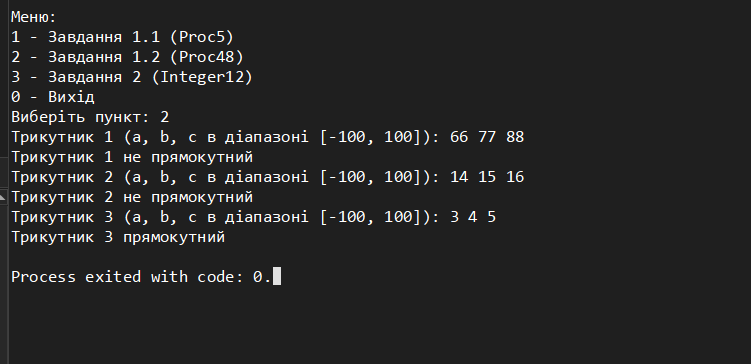 Меню:
1 - Завдання 1.1 (Proc5)
2 - Завдання 1.2 (Proc48)
3 - Завдання 2 (Integer12)
0 - Вихід
Виберіть пункт: 2
Трикутник 1 (a, b, c в діапазоні [-100, 100]): 66 77 88
Трикутник 1 не прямокутний
Трикутник 2 (a, b, c в діапазоні [-100, 100]): 14 15 16
Трикутник 2 не прямокутний
Трикутник 3 (a, b, c в діапазоні [-100, 100]): 3 4 5
Трикутник 3 прямокутний
Process exited with code: 0.